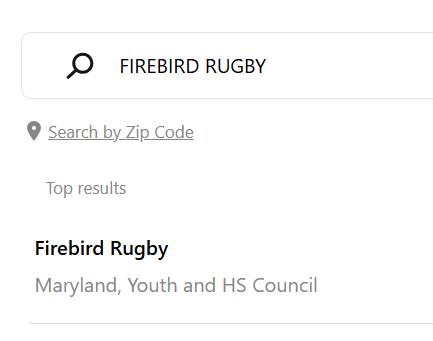 FIREBIRD RUGBY
Search by Zip Code
Top results
Firebird Rugby
Maryland, Youth and HS Council